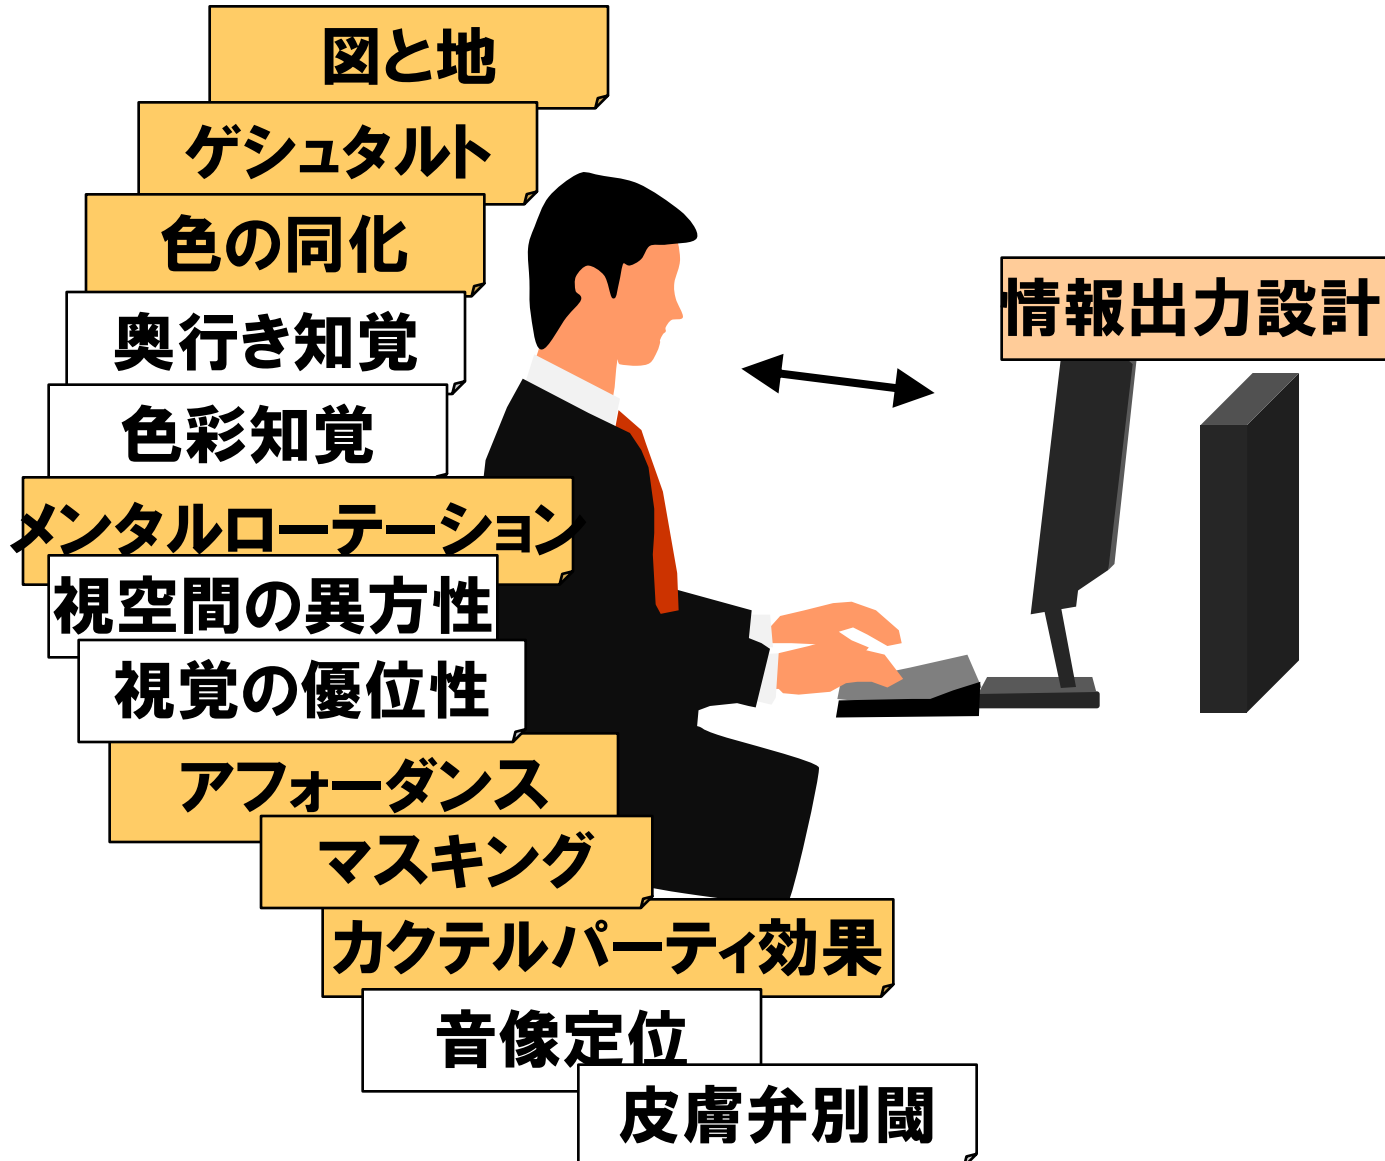 図と地
ゲシュタルト
色の同化
奥行き知覚
色彩知覚
メンタルローテーション
視空間の異方性
視覚の優位性
アフォーダンス
マスキング
カクテルパーティ効果
音像定位
皮膚弁別閾
情報出力設計